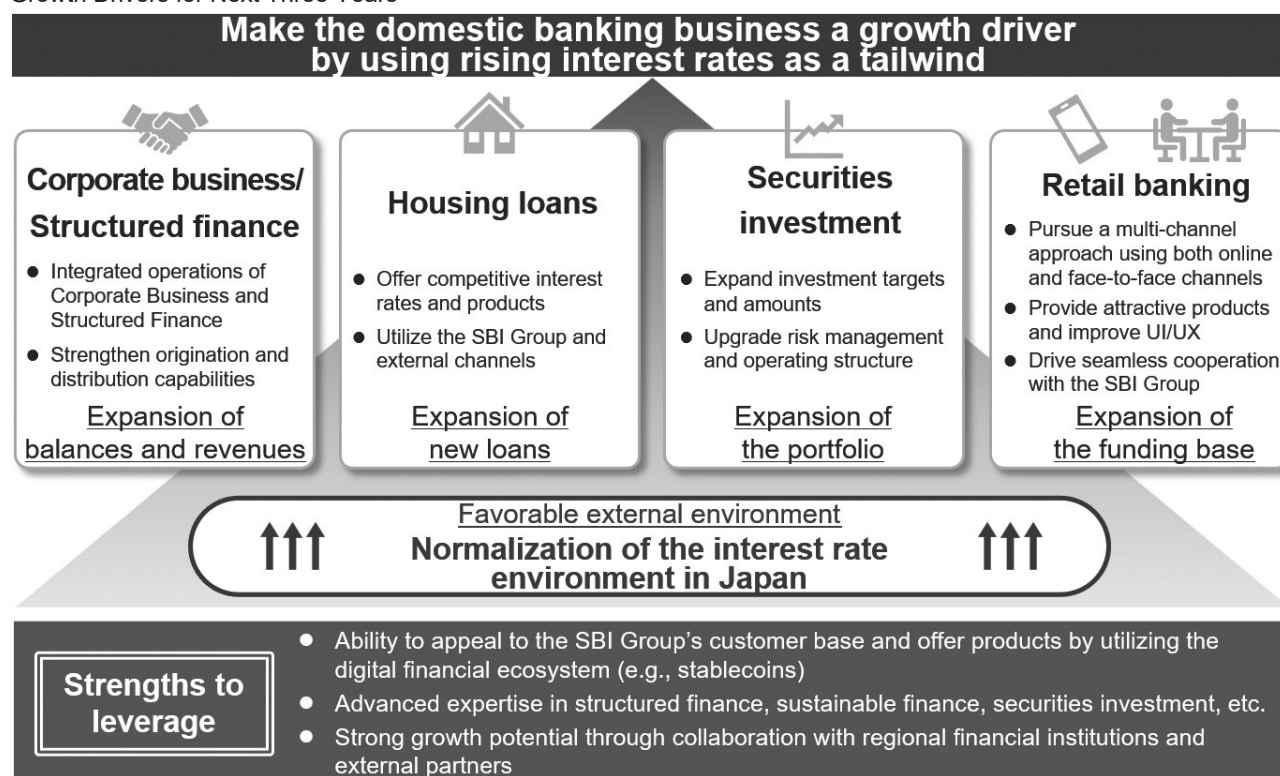 Growth Drivers for Next Three Years
Make the domestic banking business a growth driver
by using rising interest rates as a tailwind
Corporate business/
Structured finance
● Integrated operations of
Corporate Business and
Structured Finance
● Strengthen origination and
distribution capabilities
Expansion of
balances and revenues
Housing loans
● Offer competitive interest
rates and products
● Utilize the SBI Group and
external channels
Expansion of
new loans
Securities
investment
● Expand investment targets
and amounts
● Upgrade risk management
and operating structure
Expansion of
the portfolio
Retail banking
● Pursue a multi-channel
approach using both online
and face-to-face channels
● Provide attractive products
and improve UI/UX
● Drive seamless cooperation
with the SBI Group
Expansion of
the funding base
Favorable external environment
Normalization of the interest rate
environment in Japan
Strengths to
leverage
● Ability to appeal to the SBI Group’s customer base and offer products by utilizing the
digital financial ecosystem (e.g., stablecoins)
● Advanced expertise in structured finance, sustainable finance, securities investment, etc.
● Strong growth potential through collaboration with regional financial institutions and
external partners